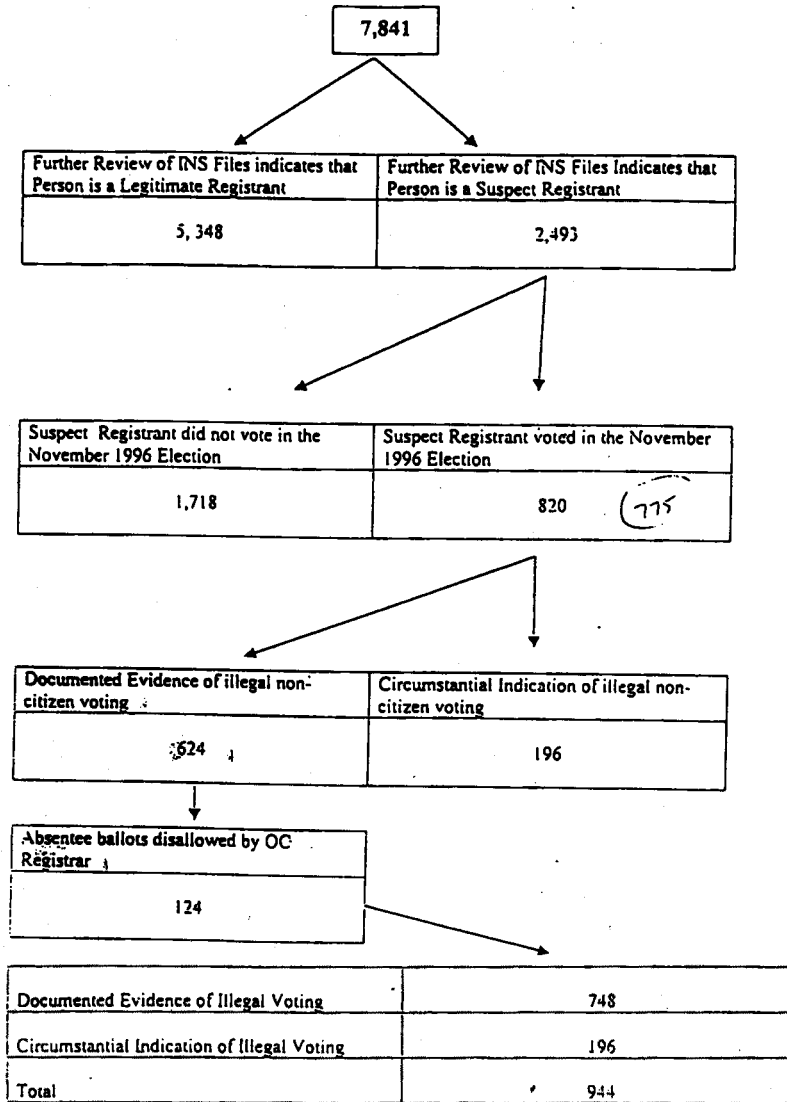 7,841
Further Review of INS Files indicates that
Person is a Legitimate Registrant
Further Review of INS Files Indicates that
Person is a Suspect Registrant
5, 348
2,493
Suspect Registrant did not vote in the
November 1996 Election
Suspect Registrant voted in the November
1996 Election
1,718
820
775
Documented Evidence of illegal non-
citizen voting
Circumstantial Indication of illegal non-
citizen voting
624
196
Absentee ballots disallowed by OC
Registrar
124
Documented Evidence of Illegal Voting 748
Circumstantial Indication of Illegal Voting 196
Total 944